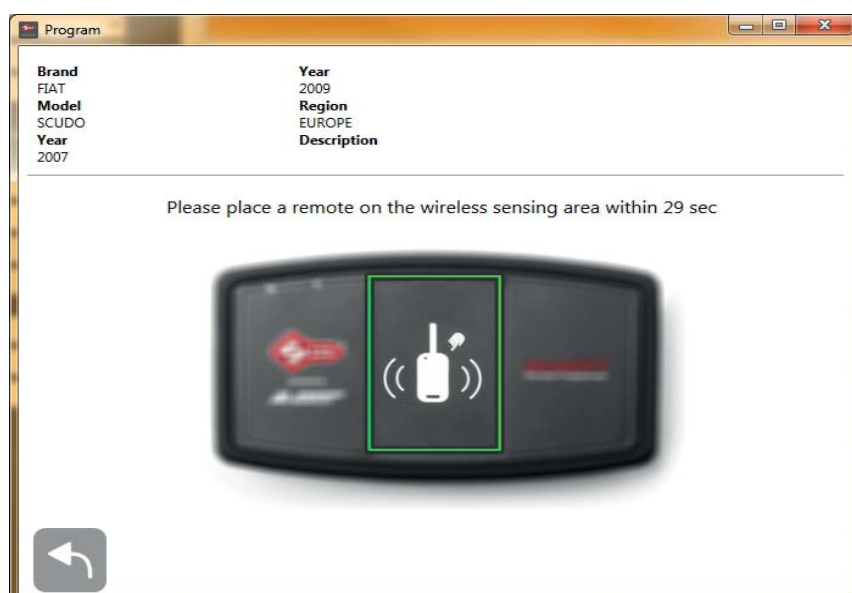 Program
Brand
FIAT
Model
SCUDO
Year
2007
Year
2009
Region
EUROPE
Description
Please place a remote on the wireless sensing area within 29 sec